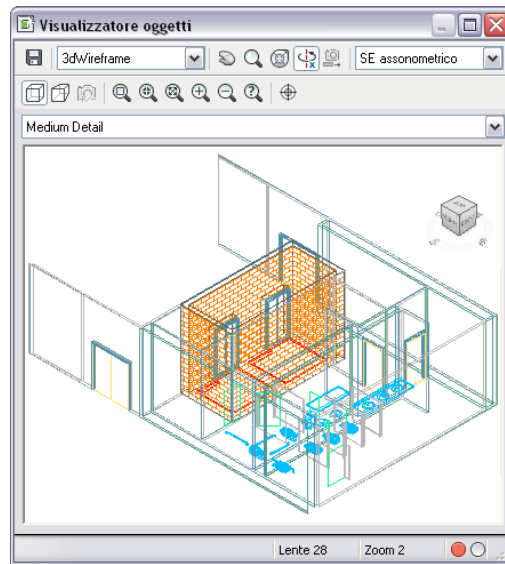 Visualizzatore oggetti
3dWireframe
SE assonometrico
Medium Detail
Lente 28
Zoom 2